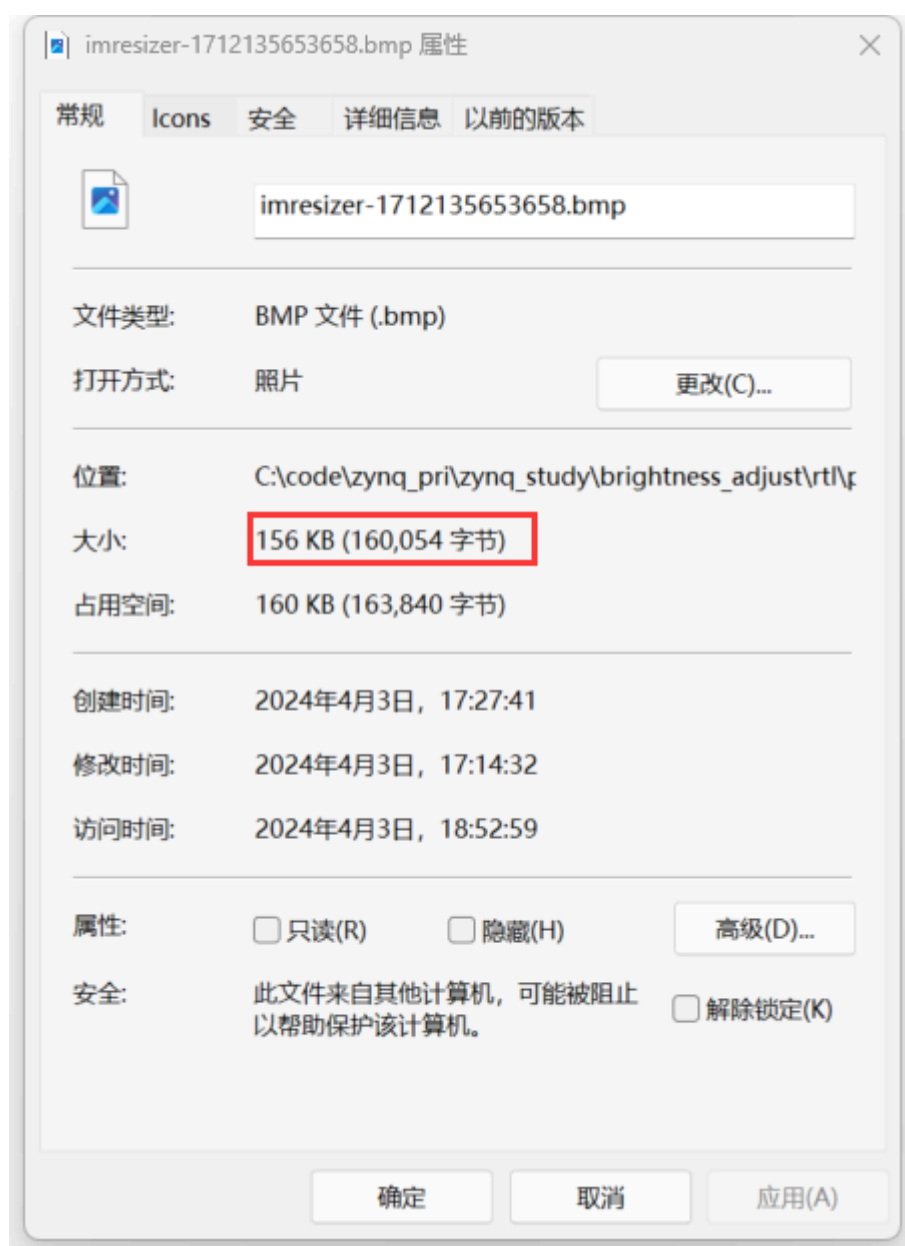 imresizer-1712135653658.bmp 属性
常规 Icons 安全 详细信息 以前的版本
imresizer-1712135653658.bmp
文件类型: BMP 文件 (.bmp)
打开方式: 照片 更改(C)...
位置: C:\code\zynq_pri\zynq_study\brightness_adjust\rtl\p
大小: 156 KB (160,054 字节)
占用空间: 160 KB (163,840 字节)
创建时间: 2024年4月3日，17:27:41
修改时间: 2024年4月3日，17:14:32
访问时间: 2024年4月3日，18:52:59
属性: 只读(R) 隐藏(H) 高级(D)...
安全: 此文件来自其他计算机，可能被阻止
以帮助保护该计算机。 解除锁定(K)
确定 取消 应用(A)